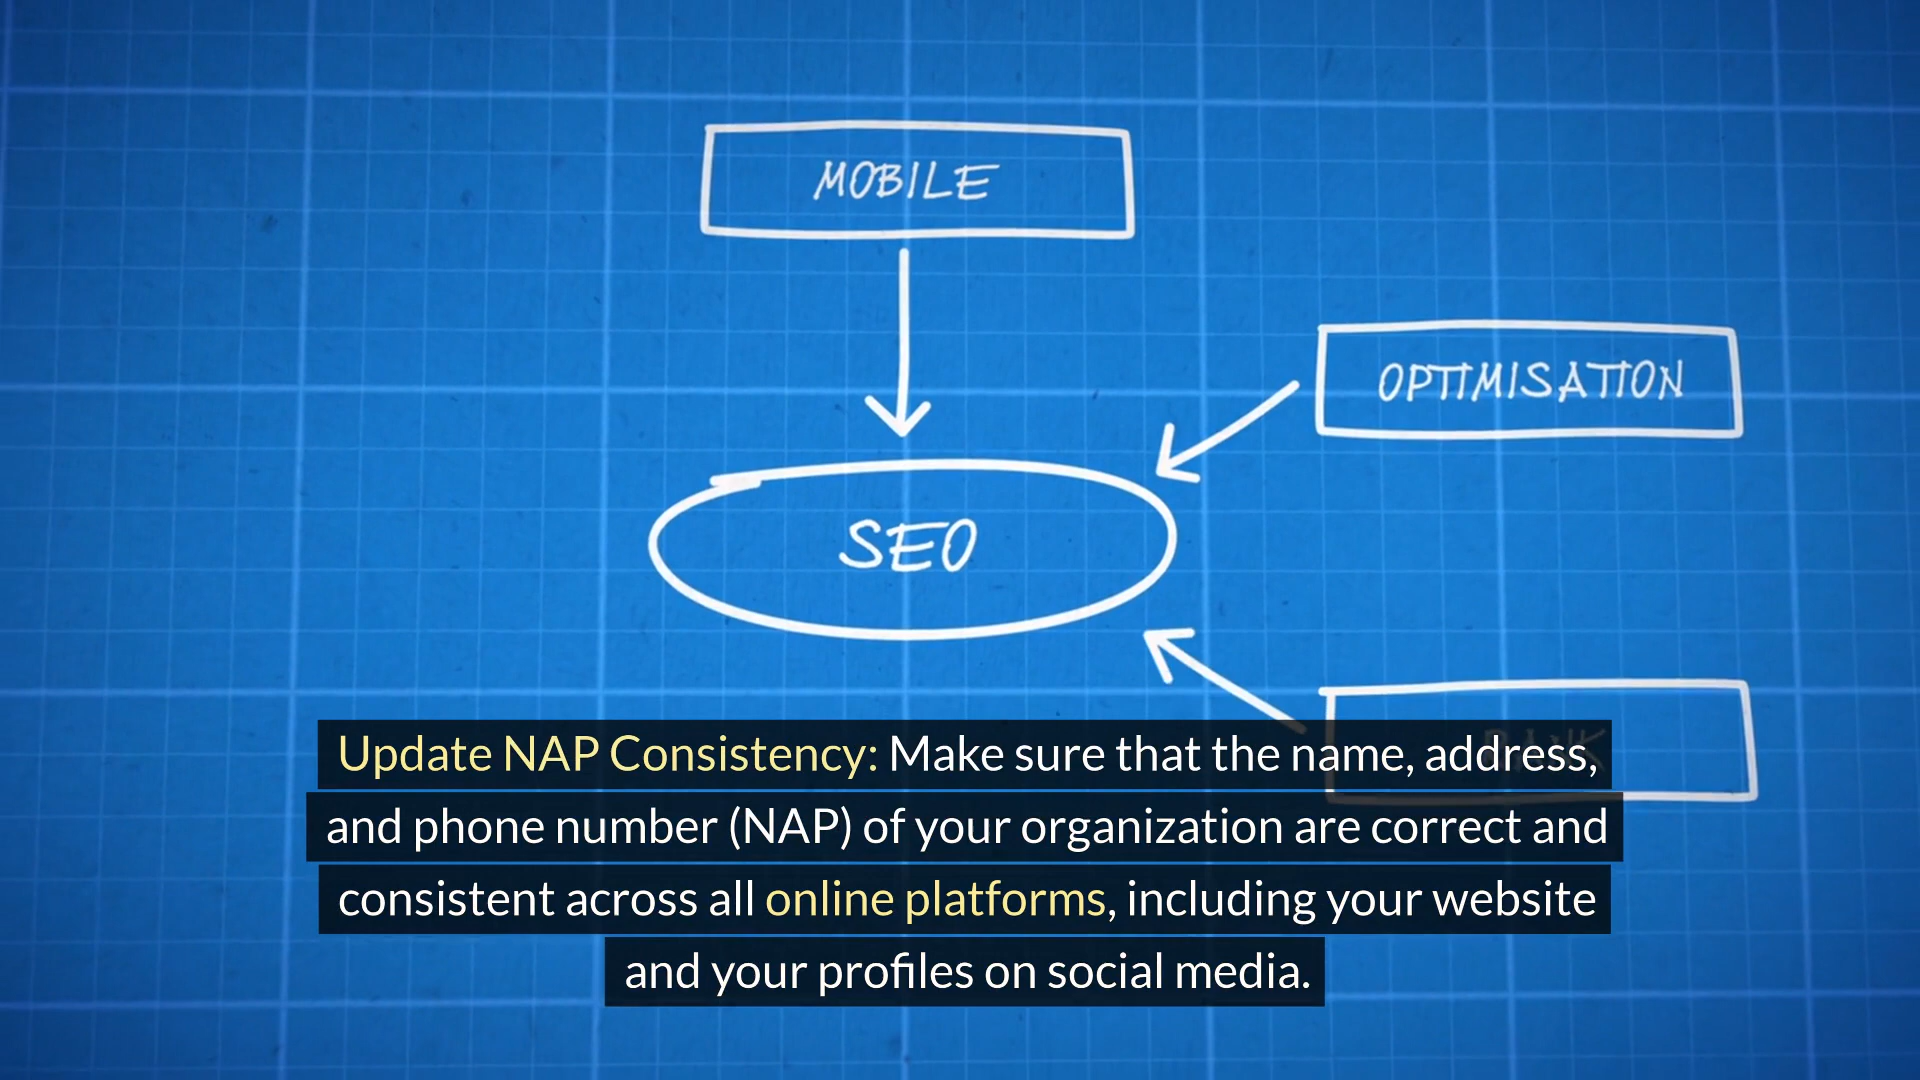 MOBILE
OPTIMISATION
SEO
RANK
Update NAP Consistency: Make sure that the name, address,
and phone number (NAP) of your organization are correct and
consistent across all online platforms, including your website
and your profiles on social media.